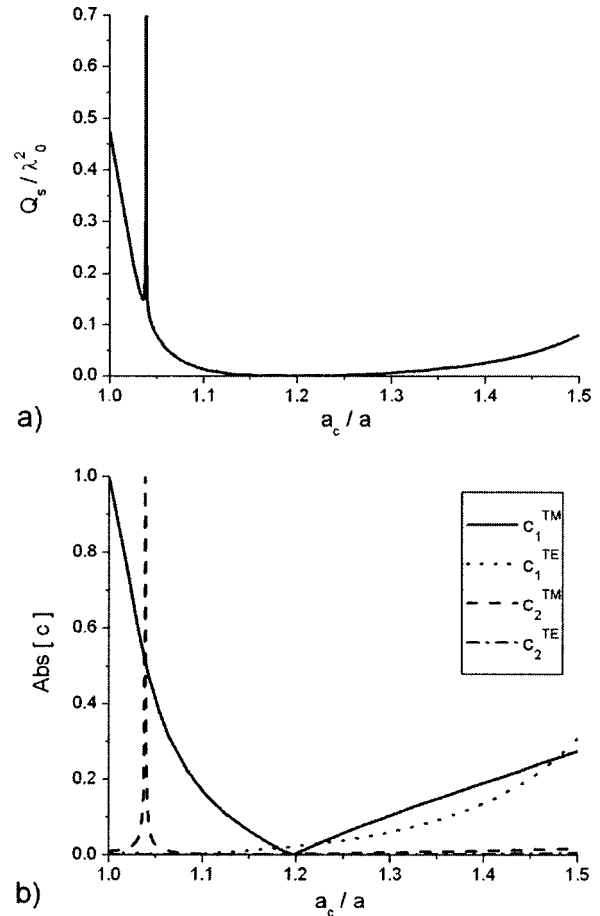 0.7
0.6
0.5
0.4
0.3
0.2
0.1
0.0
Q_s / λ²_0
1.0 1.1 1.2 1.3 1.4 1.5
a_c / a
a)
1.0
0.8
0.6
0.4
0.2
0.0
Abs [ c ]
c_1^TM
c_1^TE
c_2^TM
c_2^TE
1.0 1.1 1.2 1.3 1.4 1.5
a_c / a
b)